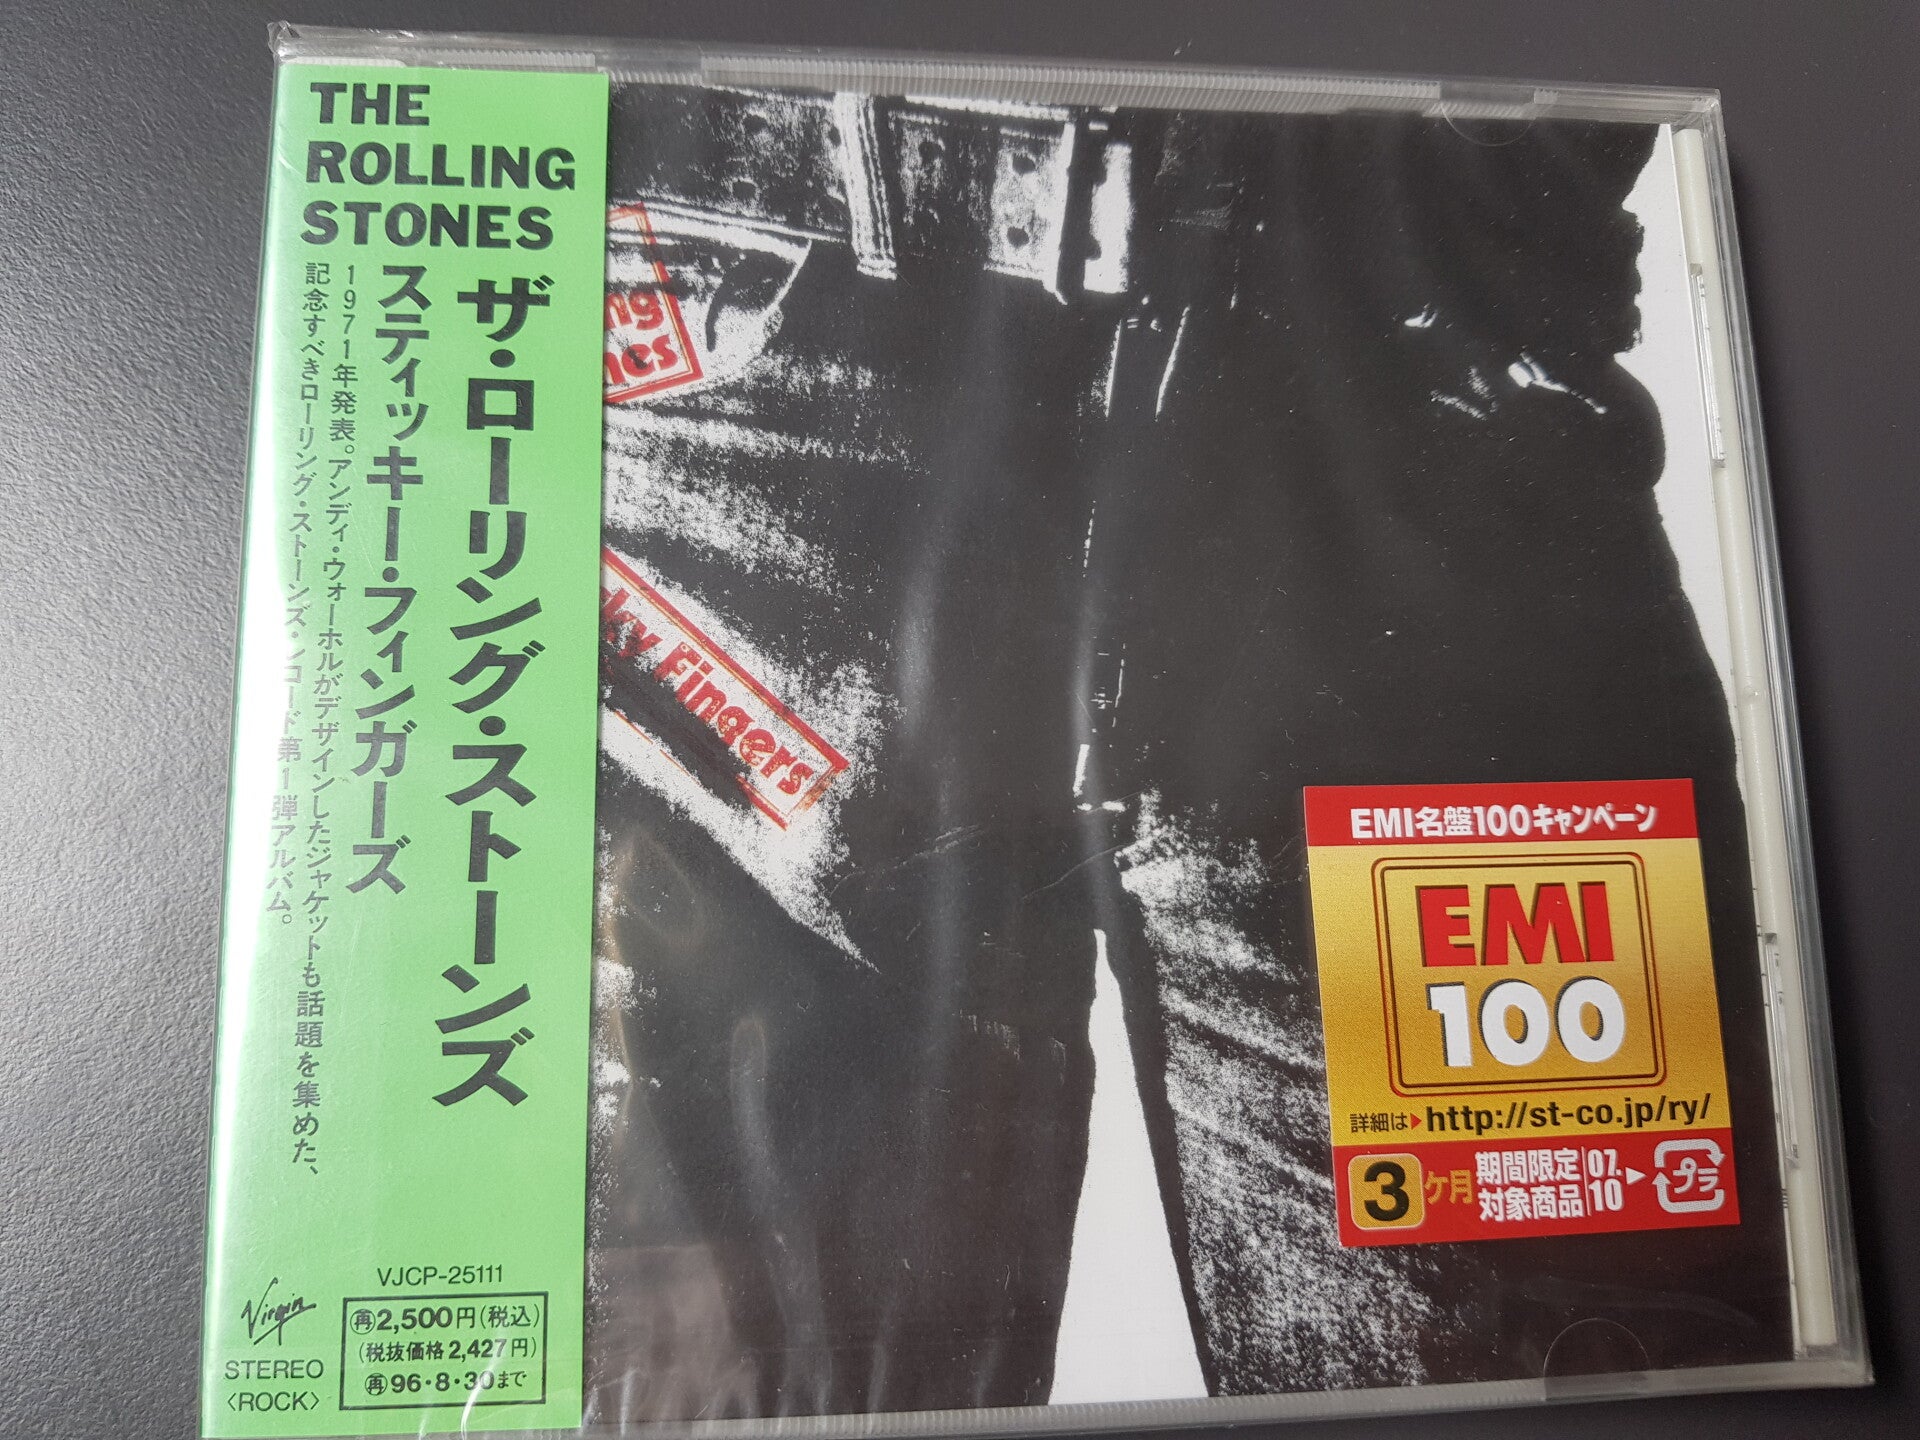 THE
ROLLING
STONES
ザ・ローリング・ストーンズ
スティッキー・フィンガーズ
1971年発表。アンディ・ウォーホルがデザインしたジャケットも話題を集めた、
記念すべきローリング・ストーンズ・レコード第1弾アルバム。
VJCP-25111
Virgin
STEREO
〈ROCK〉
再2,500円(税込)
(税抜価格2,427円)
再96・8・30まで
ng
nes
ky Fingers
EMI名盤100キャンペーン
EMI
100
詳細は▶http://st-co.jp/ry/
3ヶ月 期間限定 07.
対象商品 10
プラ